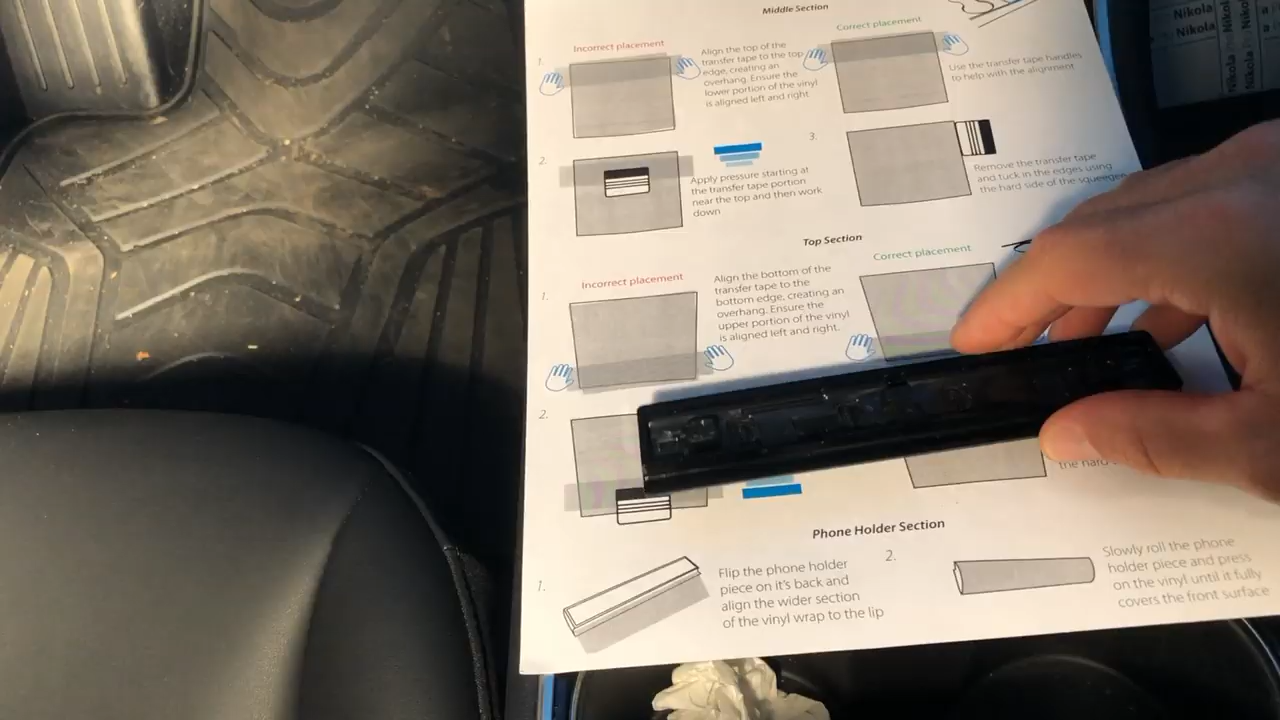 Middle Section
Incorrect placement
1.
Align the top of the
transfer tape to the top
edge, creating an
overhang. Ensure the
lower portion of the vinyl
is aligned left and right.
Correct placement
Use the transfer tape handles
to help with the alignment
2.
Apply pressure starting at
the transfer tape portion
near the top and then work
down
3.
Remove the transfer tape
and tuck in the edges using
the hard side of the squeegee
Top Section
Incorrect placement
1.
Align the bottom of the
transfer tape to the
bottom edge, creating an
overhang. Ensure the
upper portion of the vinyl
is aligned left and right.
Correct placement
2.
the hard
Phone Holder Section
1.
Flip the phone holder
piece on it's back and
align the wider section
of the vinyl wrap to the lip
2.
Slowly roll the phone
holder piece and press
on the vinyl until it fully
covers the front surface
Nikola
Nikola
Nikola
Nikola